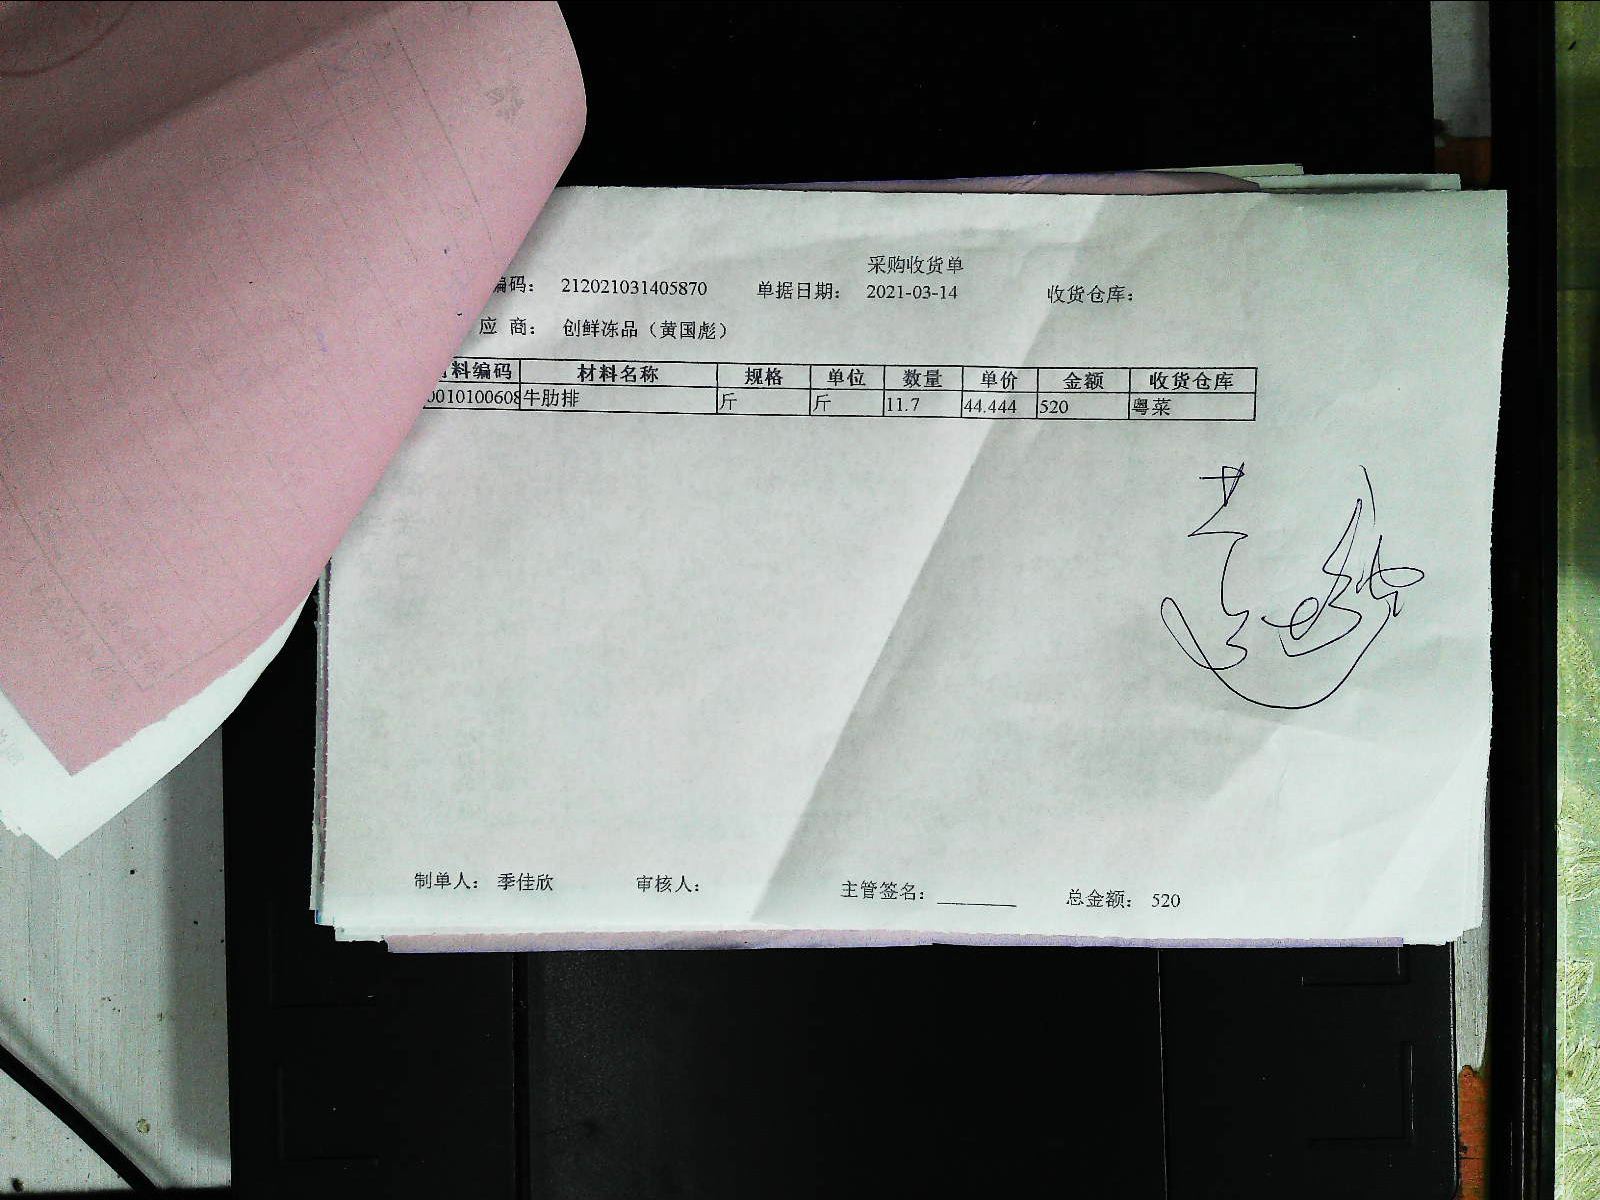 采购收货单
编码： 212021031405870 单据日期： 2021-03-14 收货仓库：
应 商： 创鲜冻品（黄国彪）
料编码 材料名称 规格 单位 数量 单价 金额 收货仓库
0010100608 牛肋排 斤 斤 11.7 44.444 520 粤菜
制单人： 季佳欣 审核人： 主管签名： 总金额： 520